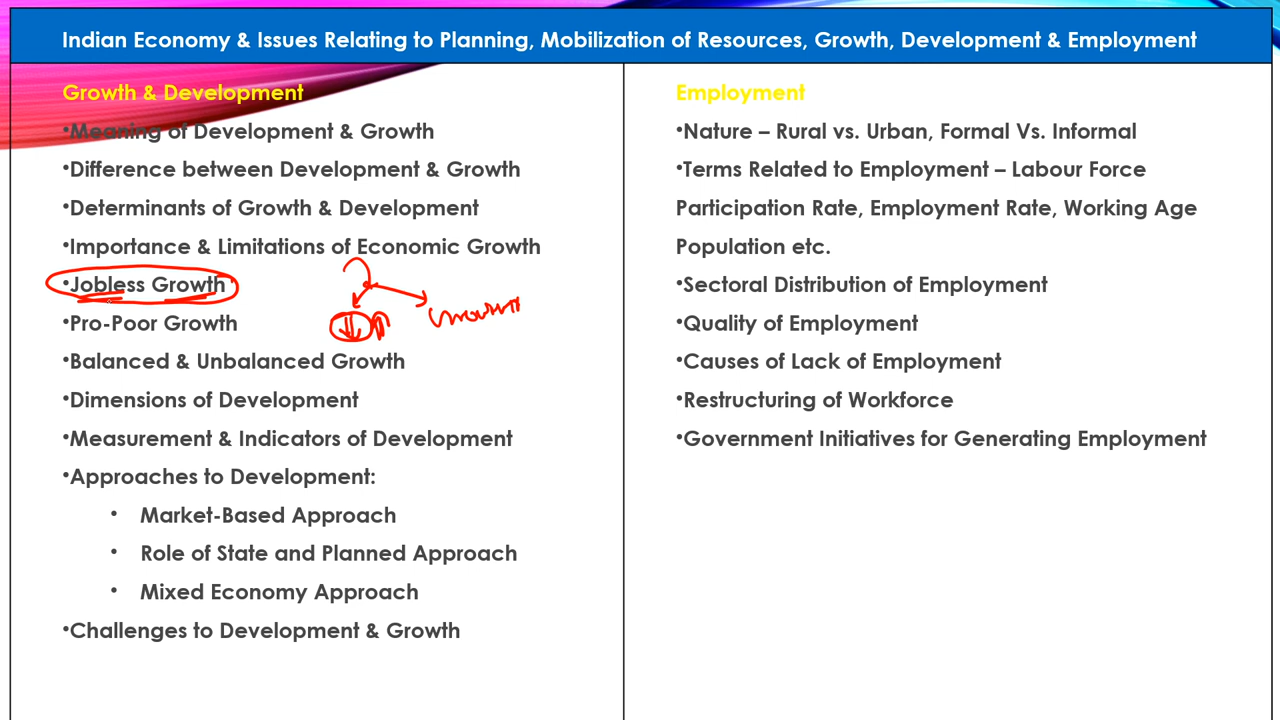 Indian Economy & Issues Relating to Planning, Mobilization of Resources, Growth, Development & Employment
Growth & Development
•Meaning of Development & Growth
•Difference between Development & Growth
•Determinants of Growth & Development
•Importance & Limitations of Economic Growth
•Jobless Growth
•Pro-Poor Growth
•Balanced & Unbalanced Growth
•Dimensions of Development
•Measurement & Indicators of Development
•Approaches to Development:
• Market-Based Approach
• Role of State and Planned Approach
• Mixed Economy Approach
•Challenges to Development & Growth
Employment
•Nature – Rural vs. Urban, Formal Vs. Informal
•Terms Related to Employment – Labour Force
Participation Rate, Employment Rate, Working Age
Population etc.
•Sectoral Distribution of Employment
•Quality of Employment
•Causes of Lack of Employment
•Restructuring of Workforce
•Government Initiatives for Generating Employment